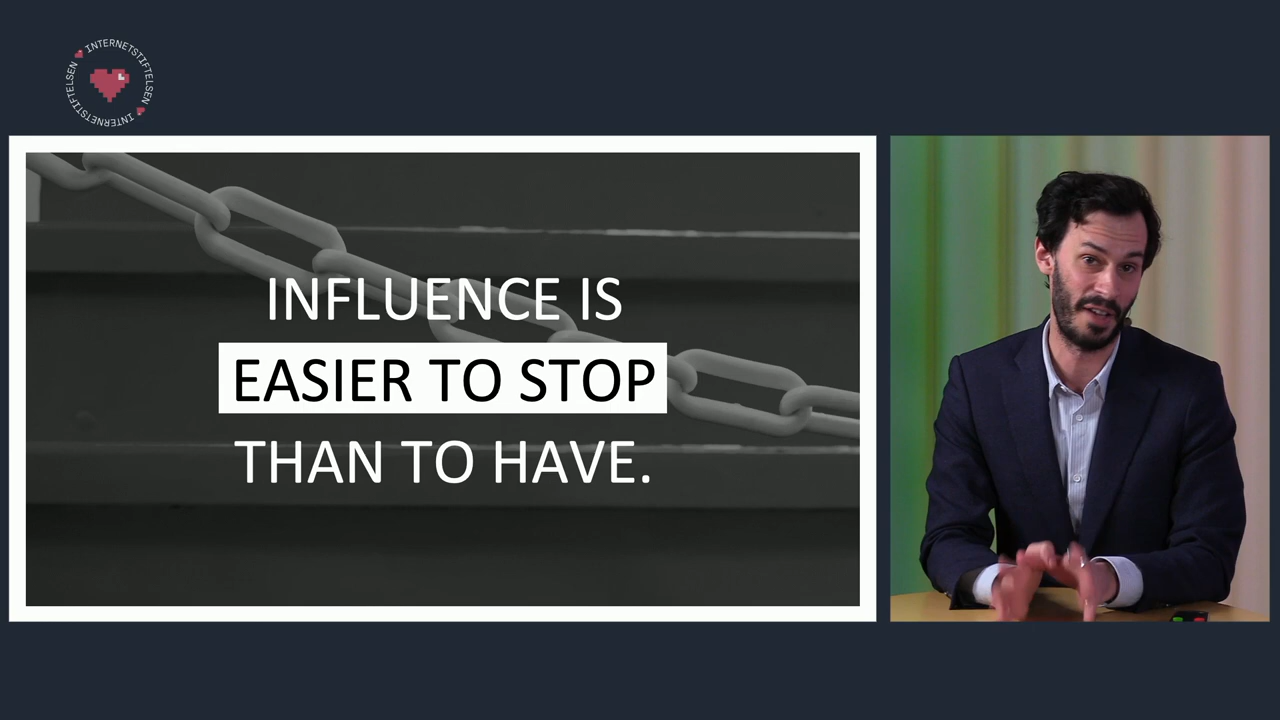 INTERNETSTIFTELSEN
INTERNETSTIFTELSEN
INFLUENCE IS
EASIER TO STOP
THAN TO HAVE.